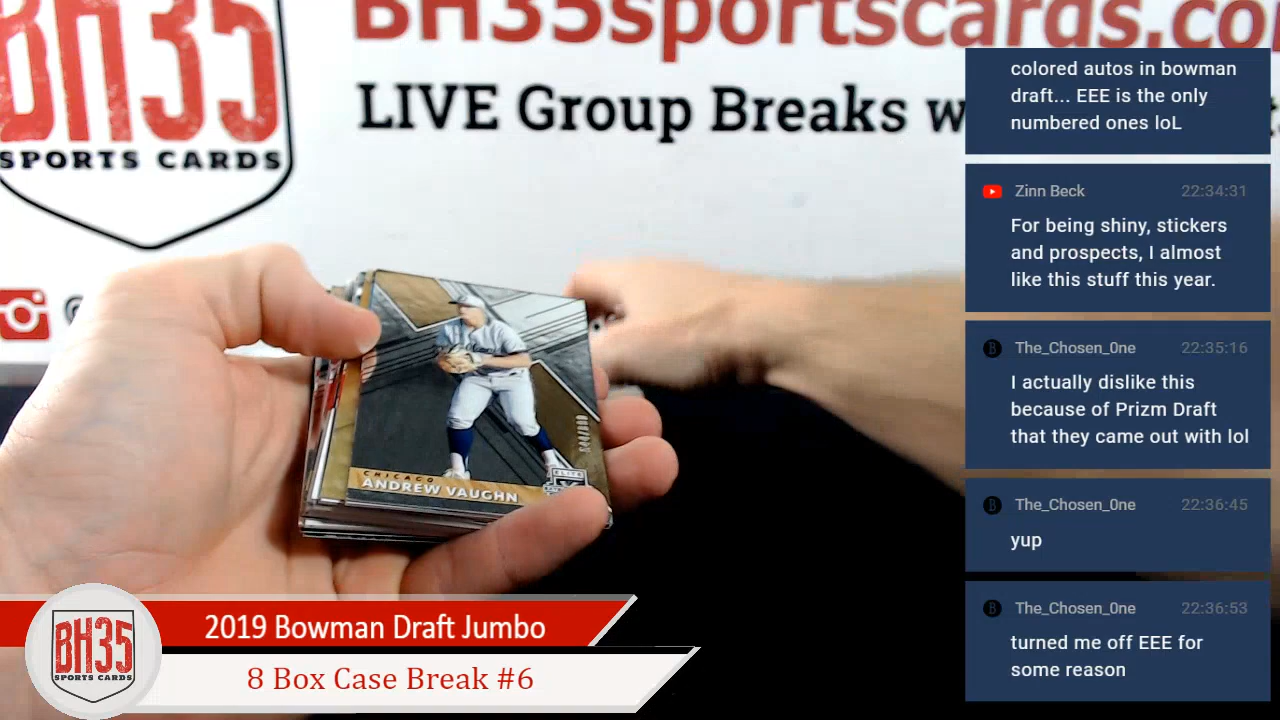 BH35
SPORTS CARDS
BH35sportscards.co
LIVE Group Breaks w
CHICAGO
ANDREW VAUGHN
ELITE
2019 Bowman Draft Jumbo
8 Box Case Break #6
BH35
SPORTS CARDS
colored autos in bowman
draft... EEE is the only
numbered ones loL
Zinn Beck 22:34:31
For being shiny, stickers
and prospects, I almost
like this stuff this year.
The_Chosen_0ne 22:35:16
I actually dislike this
because of Prizm Draft
that they came out with lol
The_Chosen_0ne 22:36:45
yup
The_Chosen_0ne 22:36:53
turned me off EEE for
some reason